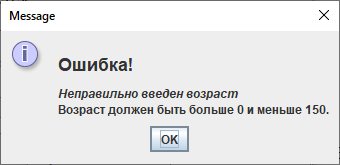 Message
Ошибка!
Неправильно введен возраст
Возраст должен быть больше 0 и меньше 150.
OK